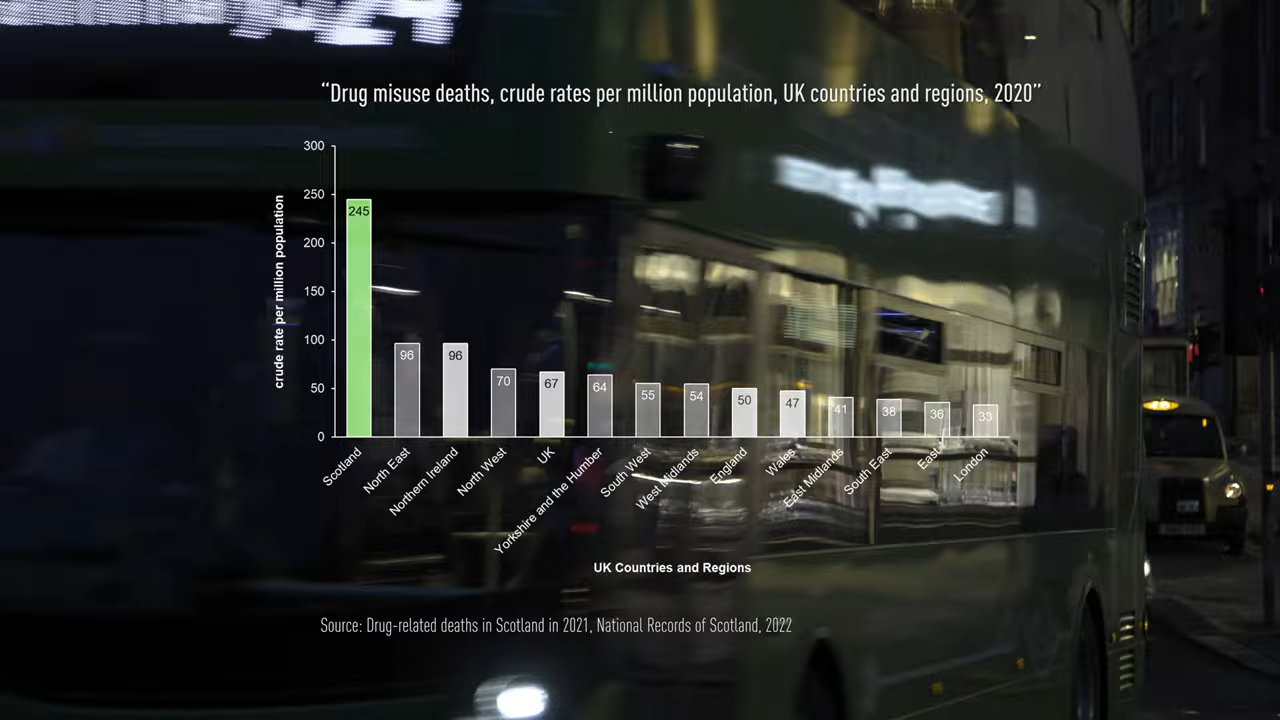 “Drug misuse deaths, crude rates per million population, UK countries and regions, 2020”
crude rate per million population
300
250
200
150
100
50
0
245
96
96
70
67
64
55
54
50
47
41
38
36
33
Scotland
North East
Northern Ireland
North West
UK
Yorkshire and the Humber
South West
West Midlands
England
Wales
East Midlands
South East
East
London
UK Countries and Regions
Source: Drug-related deaths in Scotland in 2021, National Records of Scotland, 2022